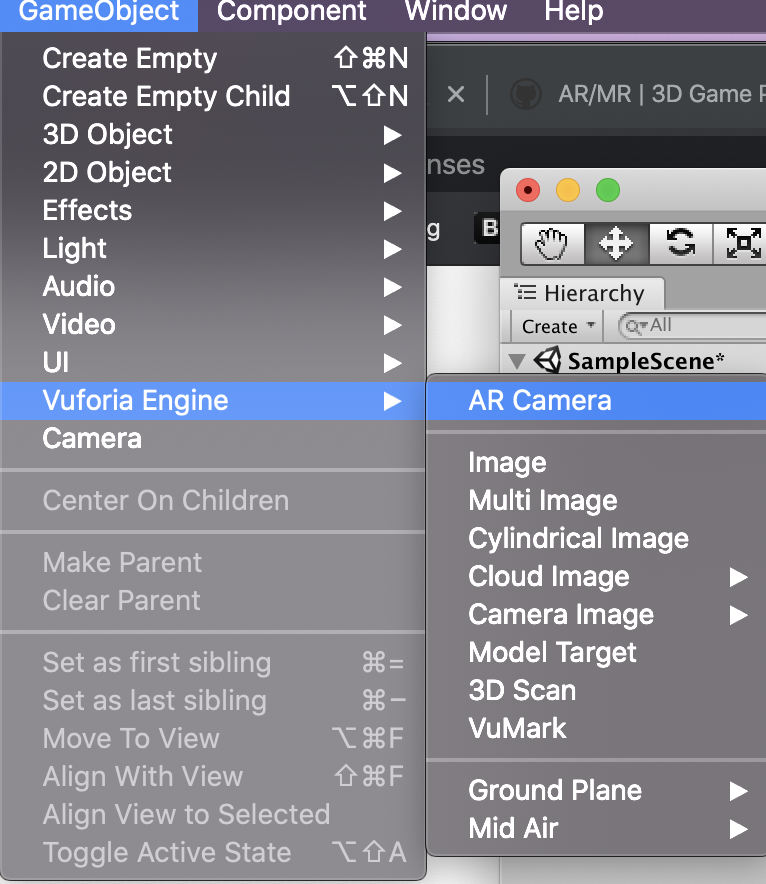 GameObject Component Window Help
Create Empty ⇧⌘N
Create Empty Child ⌥⇧N
3D Object ▶
2D Object ▶
Effects ▶
Light ▶
Audio ▶
Video ▶
UI ▶
Vuforia Engine ▶
Camera
Center On Children
Make Parent
Clear Parent
Set as first sibling ⌘=
Set as last sibling ⌘−
Move To View ⌥⌘F
Align With View ⇧⌘F
Align View to Selected
Toggle Active State ⌥⇧A
AR Camera
Image
Multi Image
Cylindrical Image
Cloud Image ▶
Camera Image ▶
Model Target
3D Scan
VuMark
Ground Plane ▶
Mid Air ▶
AR/MR | 3D Game
nses
g B
Hierarchy
Create All
SampleScene*